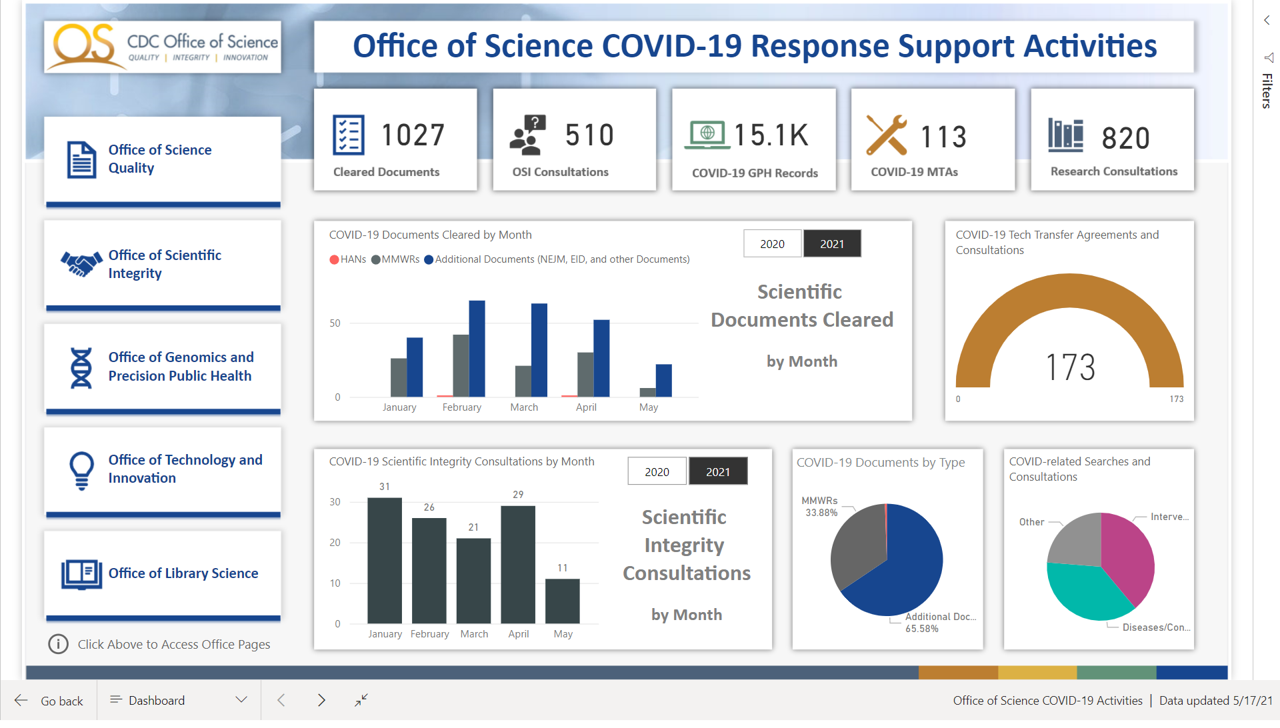 OS
CDC Office of Science
QUALITY | INTEGRITY | INNOVATION
Office of Science COVID-19 Response Support Activities
1027
Cleared Documents
510
OSI Consultations
15.1K
COVID-19 GPH Records
113
COVID-19 MTAs
820
Research Consultations
Filters
Office of Science
Quality
Office of Scientific
Integrity
Office of Genomics and
Precision Public Health
Office of Technology and
Innovation
Office of Library Science
Click Above to Access Office Pages
COVID-19 Documents Cleared by Month
HANs MMWRs Additional Documents (NEJM, EID, and other Documents)
2020 2021
50
0
January February March April May
Scientific
Documents Cleared
by Month
COVID-19 Tech Transfer Agreements and
Consultations
173
0 173
COVID-19 Scientific Integrity Consultations by Month
2020 2021
30
20
10
0
31 26 21 29 11
January February March April May
Scientific
Integrity
Consultations
by Month
COVID-19 Documents by Type
MMWRs
33.88%
Additional Doc...
65.58%
COVID-related Searches and
Consultations
Other
Interve...
Diseases/Con...
Go back Dashboard Office of Science COVID-19 Activities | Data updated 5/17/21